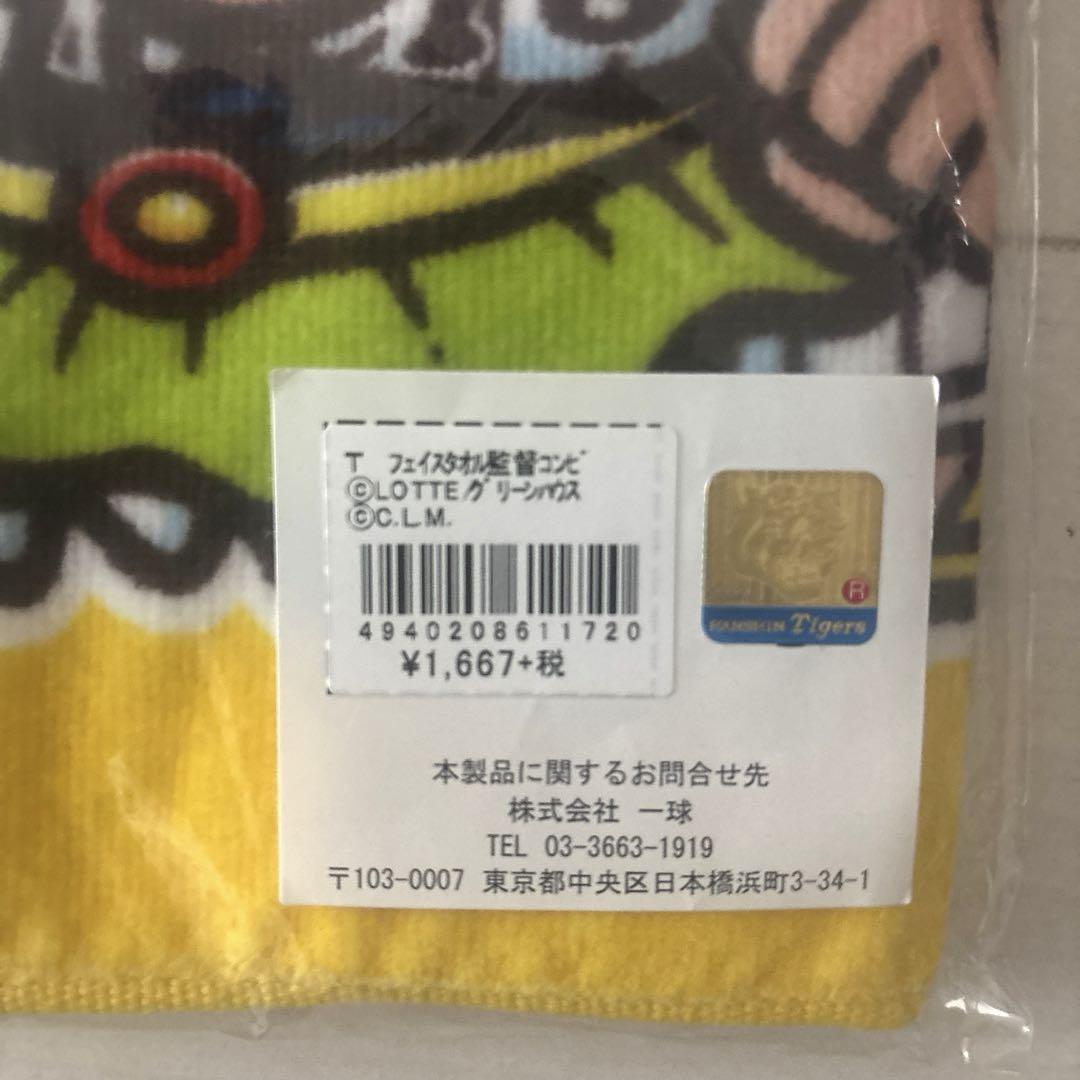 T フェイスタオル監督コンビ
©LOTTE/グリーンハウス
©C.L.M.
4940208611720
¥1,667+税
R
HANSHIN Tigers
本製品に関するお問合せ先
株式会社 一球
TEL 03-3663-1919
〒103-0007 東京都中央区日本橋浜町3-34-1